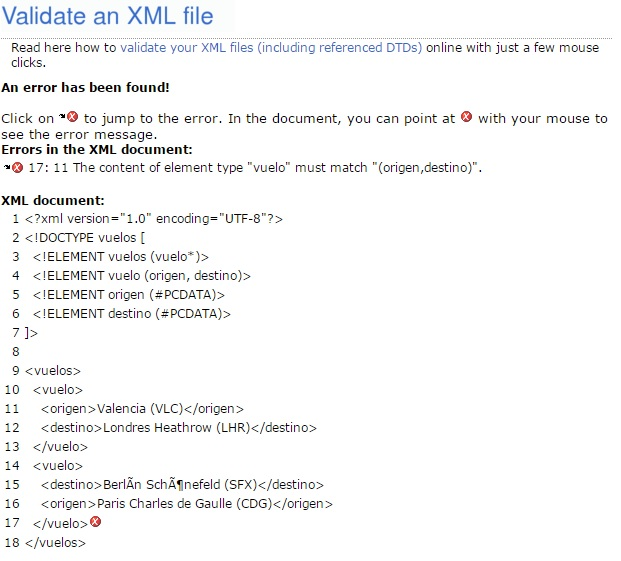 Validate an XML file
Read here how to validate your XML files (including referenced DTDs) online with just a few mouse
clicks.
An error has been found!
Click on to jump to the error. In the document, you can point at with your mouse to
see the error message.
Errors in the XML document:
17: 11 The content of element type "vuelo" must match "(origen,destino)".
XML document:
1 <?xml version="1.0" encoding="UTF-8"?>
2 <!DOCTYPE vuelos [
3 <!ELEMENT vuelos (vuelo*)>
4 <!ELEMENT vuelo (origen, destino)>
5 <!ELEMENT origen (#PCDATA)>
6 <!ELEMENT destino (#PCDATA)>
7 ]>
8
9 <vuelos>
10 <vuelo>
11 <origen>Valencia (VLC)</origen>
12 <destino>Londres Heathrow (LHR)</destino>
13 </vuelo>
14 <vuelo>
15 <destino>BerlÃn SchÃ¶nefeld (SFX)</destino>
16 <origen>Paris Charles de Gaulle (CDG)</origen>
17 </vuelo>
18 </vuelos>